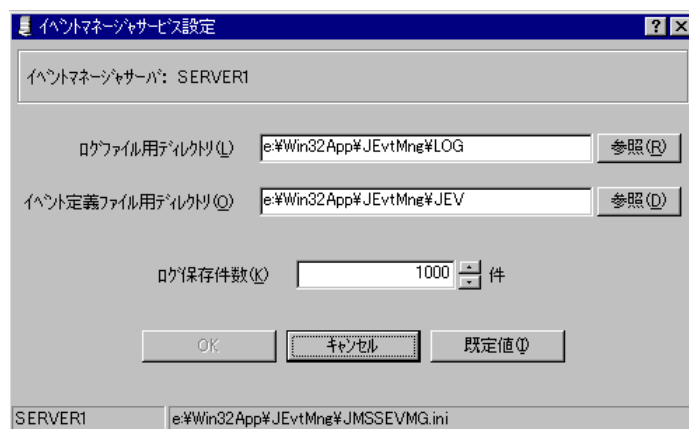 ｲﾍﾞﾝﾄﾏﾈｰｼﾞｬｻｰﾋﾞｽ設定
ｲﾍﾞﾝﾄﾏﾈｰｼﾞｬｻｰﾊﾞ: SERVER1
ﾛｸﾞﾌｧｲﾙ用ﾃﾞｨﾚｸﾄﾘ(L) e:¥Win32App¥JEvtMng¥LOG 参照(R)
ｲﾍﾞﾝﾄ定義ﾌｧｲﾙ用ﾃﾞｨﾚｸﾄﾘ(O) e:¥Win32App¥JEvtMng¥JEV 参照(D)
ﾛｸﾞ保存件数(K) 1000 件
OK ｷｬﾝｾﾙ 既定値(I)
SERVER1 e:¥Win32App¥JEvtMng¥JMSSEVMG.ini